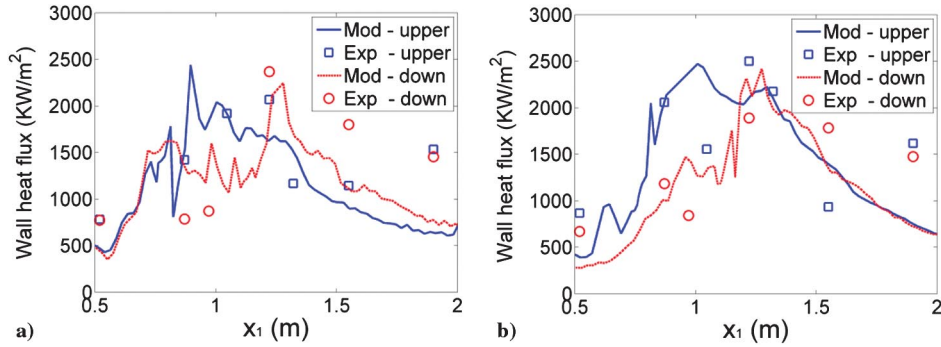 3000
2500
2000
1500
1000
500
0
Wall heat flux (KW/m²)
Mod - upper
Exp - upper
Mod - down
Exp - down
0.5
1
1.5
2
x₁ (m)
a)
3000
2500
2000
1500
1000
500
0
Wall heat flux (KW/m²)
Mod - upper
Exp - upper
Mod - down
Exp - down
0.5
1
1.5
2
x₁ (m)
b)